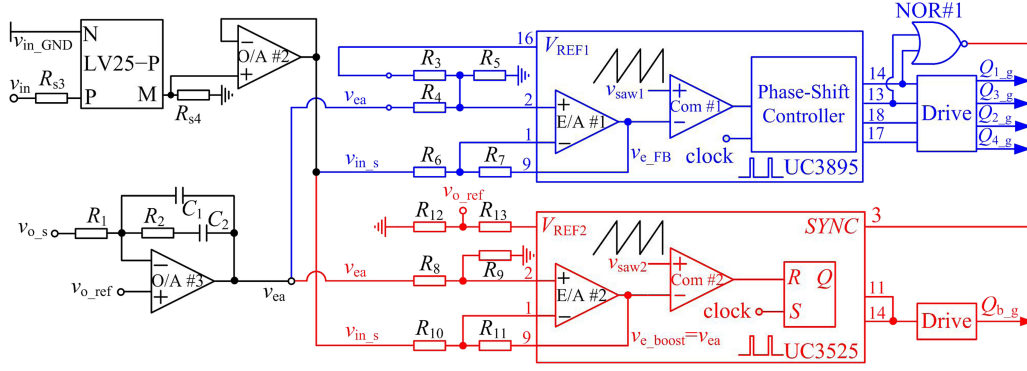 NOR#1
N
v_in_GND
LV25-P
O/A #2
v_in
R_s3
P
M
R_s4
16
V_REF1
R_3
R_5
v_ea
R_4
2
E/A #1
1
v_in_s
R_6
R_7
9
v_saw1
Com #1
v_e_FB
clock
Phase-Shift
Controller
UC3895
14
13
18
17
Drive
Q_1_g
Q_3_g
Q_2_g
Q_4_g
v_o_s
R_1
C_1
R_2
C_2
O/A #3
v_o_ref
v_ea
v_o_ref
R_12
R_13
V_REF2
SYNC
3
v_ea
R_8
R_9
2
E/A #2
1
v_in_s
R_10
R_11
9
v_saw2
Com #2
v_e_boost=v_ea
clock
R
Q
S
UC3525
11
14
Drive
Q_b_g